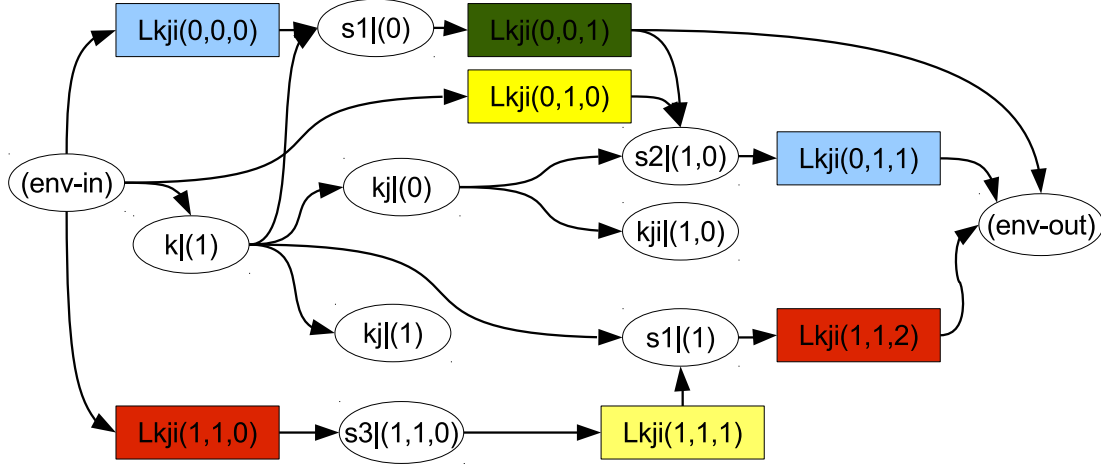 Lkji(0,0,0)
s1|(0)
Lkji(0,0,1)
Lkji(0,1,0)
s2|(1,0)
Lkji(0,1,1)
(env-in)
kj|(0)
k|(1)
kji|(1,0)
(env-out)
kj|(1)
s1|(1)
Lkji(1,1,2)
Lkji(1,1,0)
s3|(1,1,0)
Lkji(1,1,1)